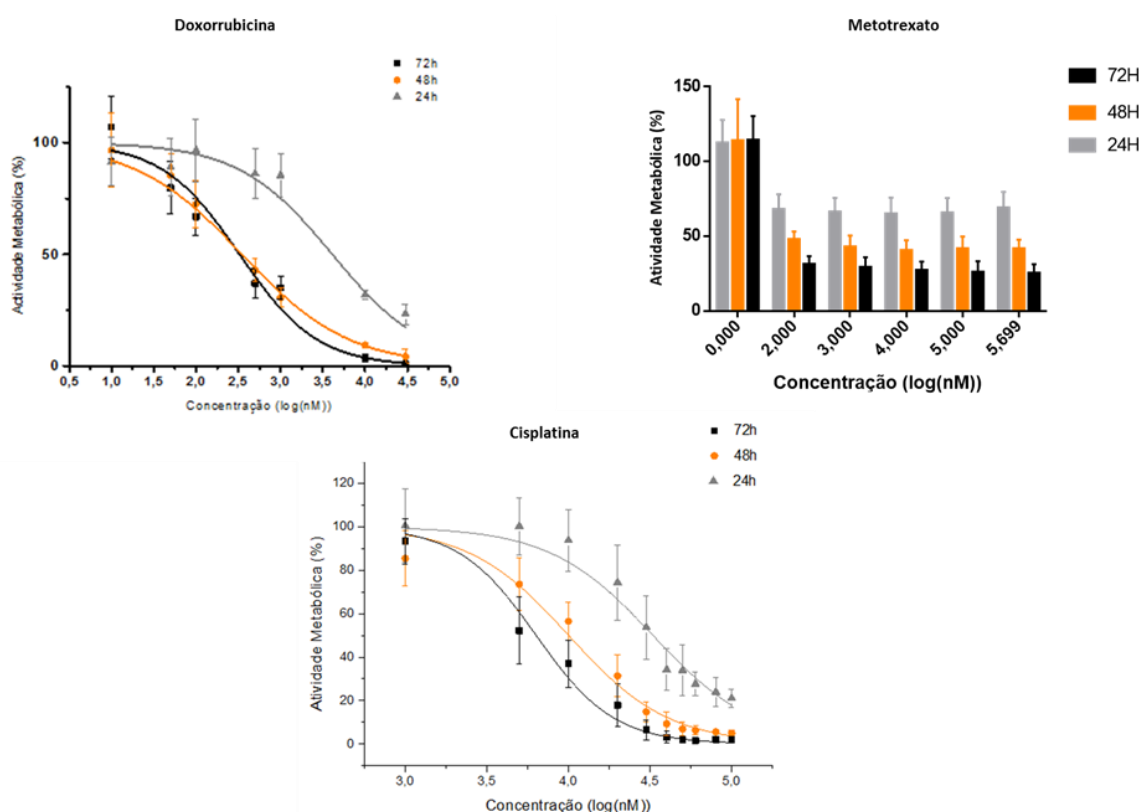 Doxorrubicina
72h
48h
24h
Actividade Metabólica (%)
100
50
0
0,5 1,0 1,5 2,0 2,5 3,0 3,5 4,0 4,5 5,0
Concentração (log(nM))
Metotrexato
72H
48H
24H
Atividade Metabólica (%)
150
100
50
0
0,000 2,000 3,000 4,000 5,000 5,699
Concentração (log(nM))
Cisplatina
72h
48h
24h
Atividade Metabólica (%)
120
100
80
60
40
20
0
3,0 3,5 4,0 4,5 5,0
Concentração (log(nM))